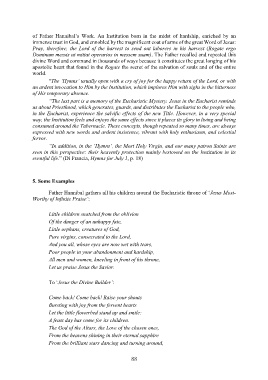 of Father Hannibal's Work. An Institution born in the midst of hardship, enriched by an
immense trust in God, and ennobled by the magnificent coat of arms of the great Word of Jesus:
Pray, therefore, the Lord of the harvest to send out laborers in his harvest (Rogate ergo
Dominum messis ut mittat operarios in messem suam). The Father recalled and repeated this
divine Word and command in thousands of ways because it constitutes the great longing of his
apostolic heart that found in the Rogate the secret of the salvation of souls and of the entire
world.
"The 'Hymns' usually open with a cry of joy for the happy return of the Lord, or with
an ardent invocation to Him by the Institution, which implores Him with sighs in the bitterness
of His temporary absence.
"The last part is a memory of the Eucharistic Mystery. Jesus in the Eucharist reminds
us about Priesthood, which generates, guards, and distributes the Eucharist to the people who,
in the Eucharist, experience the salvific effects of the new Title. However, in a very special
way, the Institution feels and enjoys the same effects since it places its glory in living and being
consumed around the Tabernacle. These concepts, though repeated so many times, are always
expressed with new words and ardent insistence, vibrant with holy enthusiasm, and celestial
fervor.
"In addition, in the 'Hymns', the Most Holy Virgin, and our many patron Saints are
seen in this perspective; their heavenly protection mainly bestowed on the Institution in its
eventful life." (Di Francia, Hymns for July 1, p. 18)
5. Some Examples
Father Hannibal gathers all his children around the Eucharistic throne of "Jesus Most-
Worthy of Infinite Praise":
Little children snatched from the oblivion
Of the danger of an unhappy fate,
Little orphans, creatures of God,
Pure virgins, consecrated to the Lord,
And you all, whose eyes are now wet with tears,
Poor people in your abandonment and hardship,
All men and women, kneeling in front of his throne,
Let us praise Jesus the Savior.
To "Jesus the Divine Builder":
Come back! Come back! Raise your shouts
Bursting with joy from the fervent hearts
Let the little flowerbed stand up and smile:
A feast day has come for its children.
The God of the Altars, the Love of the chosen ones,
From the heavens shining in their eternal sapphire
From the brilliant stars dancing and turning around,
88